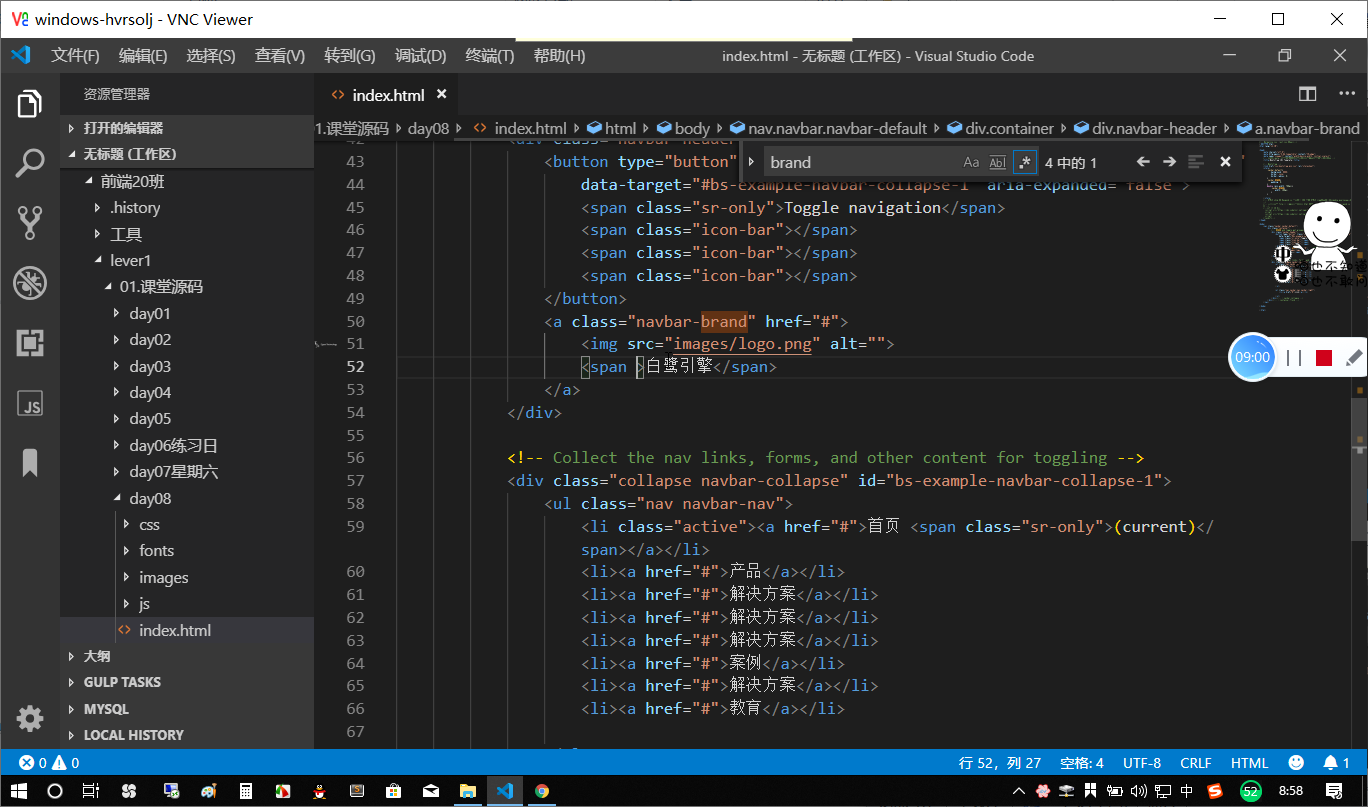 windows-hvrsolj - VNC Viewer
文件(F) 编辑(E) 选择(S) 查看(V) 转到(G) 调试(D) 终端(T) 帮助(H) index.html - 无标题 (工作区) - Visual Studio Code
资源管理器
打开的编辑器
无标题 (工作区)
前端20班
.history
工具
lever1
01.课堂源码
day01
day02
day03
day04
day05
day06练习日
day07星期六
day08
css
fonts
images
js
index.html
大纲
GULP TASKS
MYSQL
LOCAL HISTORY
index.html
1.课堂源码 day08 index.html html body nav.navbar.navbar-default div.container div.navbar-header a.navbar-brand
brand Aa Abl .* 4 中的 1
43 <button type="button"
44 data-target="#bs-example-navbar-collapse-1" aria-expanded="false">
45 <span class="sr-only">Toggle navigation</span>
46 <span class="icon-bar"></span>
47 <span class="icon-bar"></span>
48 <span class="icon-bar"></span>
49 </button>
50 <a class="navbar-brand" href="#">
51 <img src="images/logo.png" alt="">
52 <span >白鹭引擎</span>
53 </a>
54 </div>
55
56 <!-- Collect the nav links, forms, and other content for toggling -->
57 <div class="collapse navbar-collapse" id="bs-example-navbar-collapse-1">
58 <ul class="nav navbar-nav">
59 <li class="active"><a href="#">首页 <span class="sr-only">(current)</
span></a></li>
60 <li><a href="#">产品</a></li>
61 <li><a href="#">解决方案</a></li>
62 <li><a href="#">解决方案</a></li>
63 <li><a href="#">解决方案</a></li>
64 <li><a href="#">案例</a></li>
65 <li><a href="#">解决方案</a></li>
66 <li><a href="#">教育</a></li>
67
中
09:00
JS
0 0 行 52，列 27 空格: 4 UTF-8 CRLF HTML 1
中 52 8:58